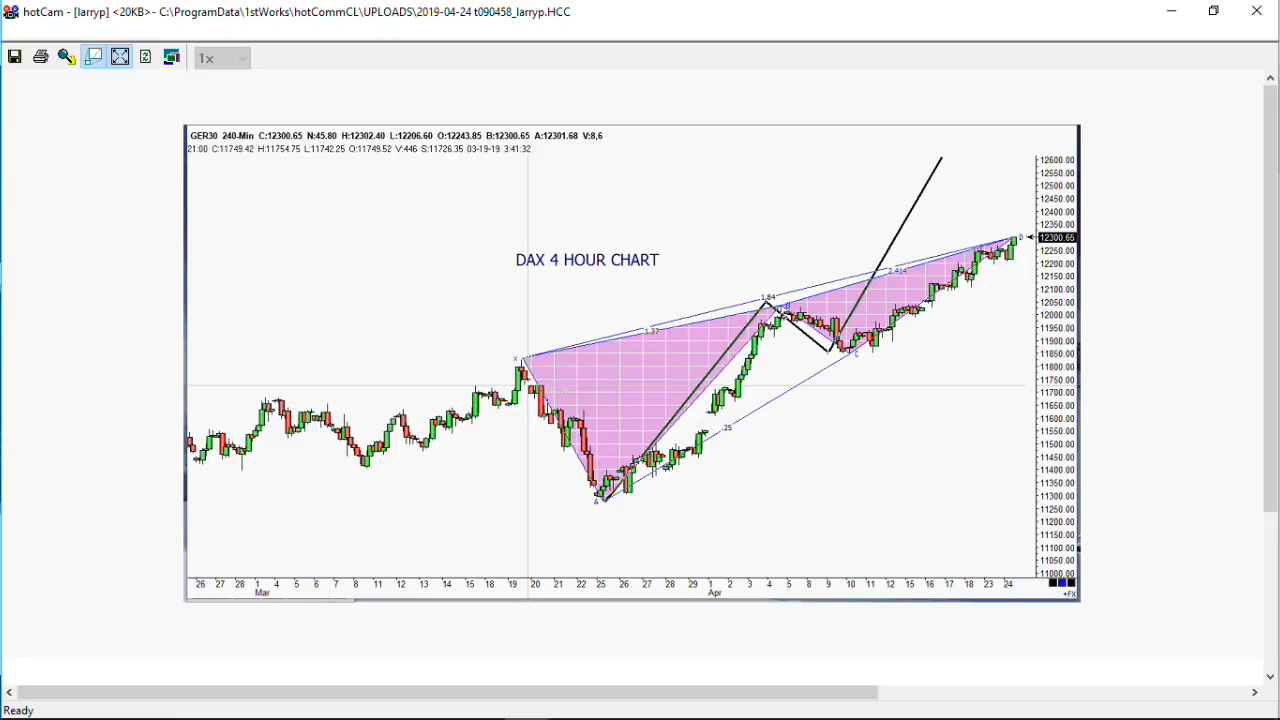 hotCam - [larryp] <20KB>- C:\ProgramData\1stWorks\hotCommCL\UPLOADS\2019-04-24 t090458_larryp.HCC
1x
GER30 240-Min C:12300.65 N:45.80 H:12302.40 L:12206.60 O:12243.85 B:12300.65 A:12301.68 V:8,6
21:00 C:11749.42 H:11754.75 L:11742.25 O:11749.52 V:446 S:11726.35 03-19-19 3:41:32
12600.00
12550.00
12500.00
12450.00
12400.00
12350.00
D
12300.65
DAX 4 HOUR CHART
12250.00
2.414
12200.00
12150.00
12100.00
1.84
B
12050.00
12000.00
1.37
11950.00
11900.00
X
C
11850.00
11800.00
11750.00
11700.00
11650.00
11600.00
11550.00
.25
11500.00
11450.00
11400.00
11350.00
11300.00
A
11250.00
11200.00
11150.00
11100.00
11050.00
11000.00
26 27 28 1 4 5 6 7 8 11 12 13 14 15 18 19 20 21 22 25 26 27 28 29 1 2 3 4 5 8 9 10 11 12 15 16 17 18 23 24
Mar Apr +FX
Ready